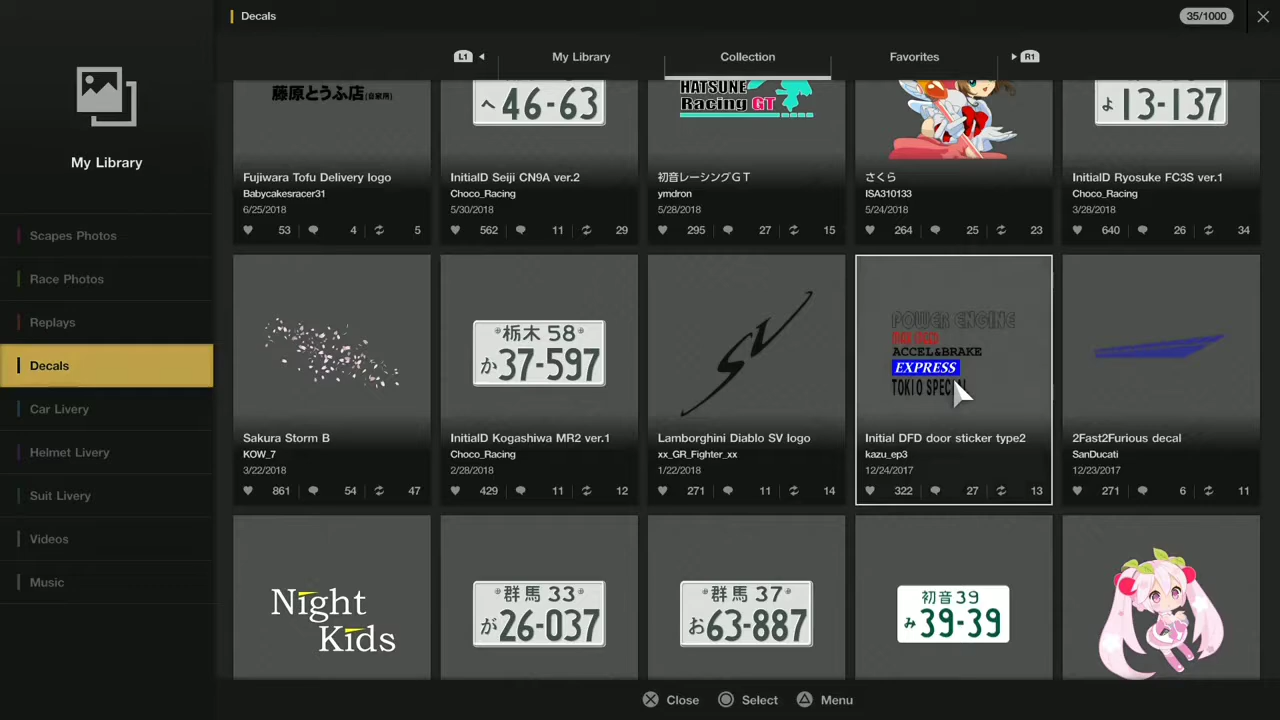 Decals
35/1000
L1
My Library
Collection
Favorites
R1
My Library
Scapes Photos
Race Photos
Replays
Decals
Car Livery
Helmet Livery
Suit Livery
Videos
Music
藤原とうふ店(自家用)
へ 46-63
HATSUNE
Racing GT
よ 13-137
Fujiwara Tofu Delivery logo
Babycakesracer31
6/25/2018
53 4 5
InitialD Seiji CN9A ver.2
Choco_Racing
5/30/2018
562 11 29
初音レーシングGT
ymdron
5/28/2018
295 27 15
さくら
ISA310133
5/24/2018
264 25 23
InitialD Ryosuke FC3S ver.1
Choco_Racing
3/28/2018
640 26 34
Sakura Storm B
KOW_7
3/22/2018
861 54 47
栃木 58
か 37-597
InitialD Kogashiwa MR2 ver.1
Choco_Racing
2/28/2018
429 11 12
SV
Lamborghini Diablo SV logo
xx_GR_Fighter_xx
1/22/2018
271 11 14
POWER ENGINE
ACCEL&BRAKE
EXPRESS
TOKIO SPECIAL
Initial DFD door sticker type2
kazu_ep3
12/24/2017
322 27 13
2Fast2Furious decal
SanDucati
12/23/2017
271 6 11
Night
Kids
群馬 33
が 26-037
群馬 37
お 63-887
初音 39
み 39-39
Close
Select
Menu